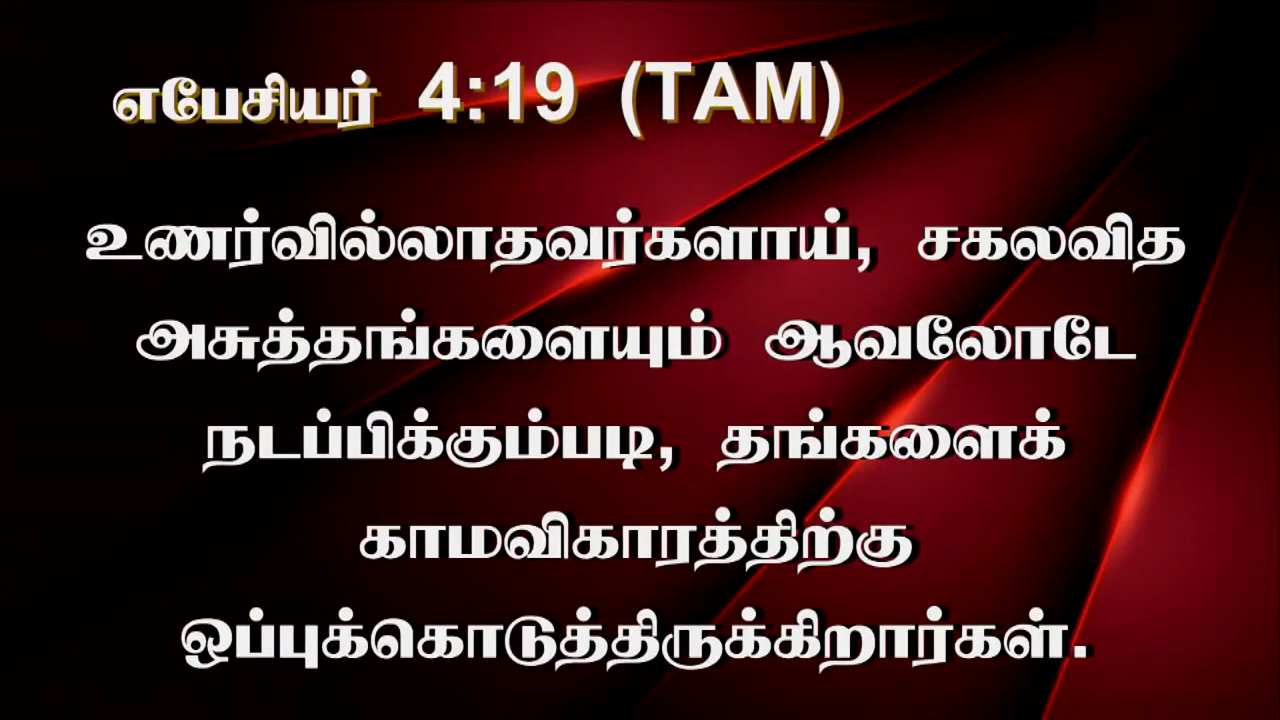 எபேசியர் 4:19 (TAM)
உணர்வில்லாதவர்களாய், சகலவித
அசுத்தங்களையும் ஆவலோடே
நடப்பிக்கும்படி, தங்களைக்
காமவிகாரத்திற்கு
ஒப்புக்கொடுத்திருக்கிறார்கள்.